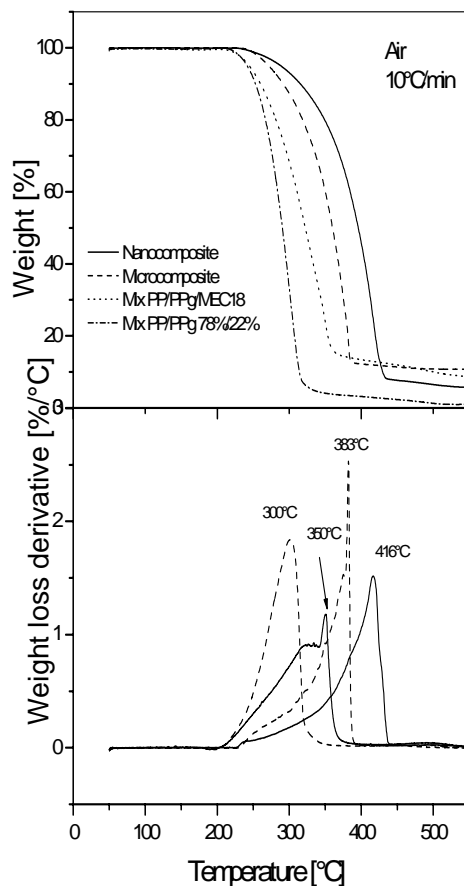 100
Air
10°C/min
80
60
Nanocomposite
Microcomposite
40
Mix PP/PPg/MEC18
Mix PP/PPg 78%/22%
20
Weight [%]
383°C
2
300°C
350°C
416°C
1
0
Weight loss derivative [%/°C]
0 100 200 300 400 500
Temperature [°C]